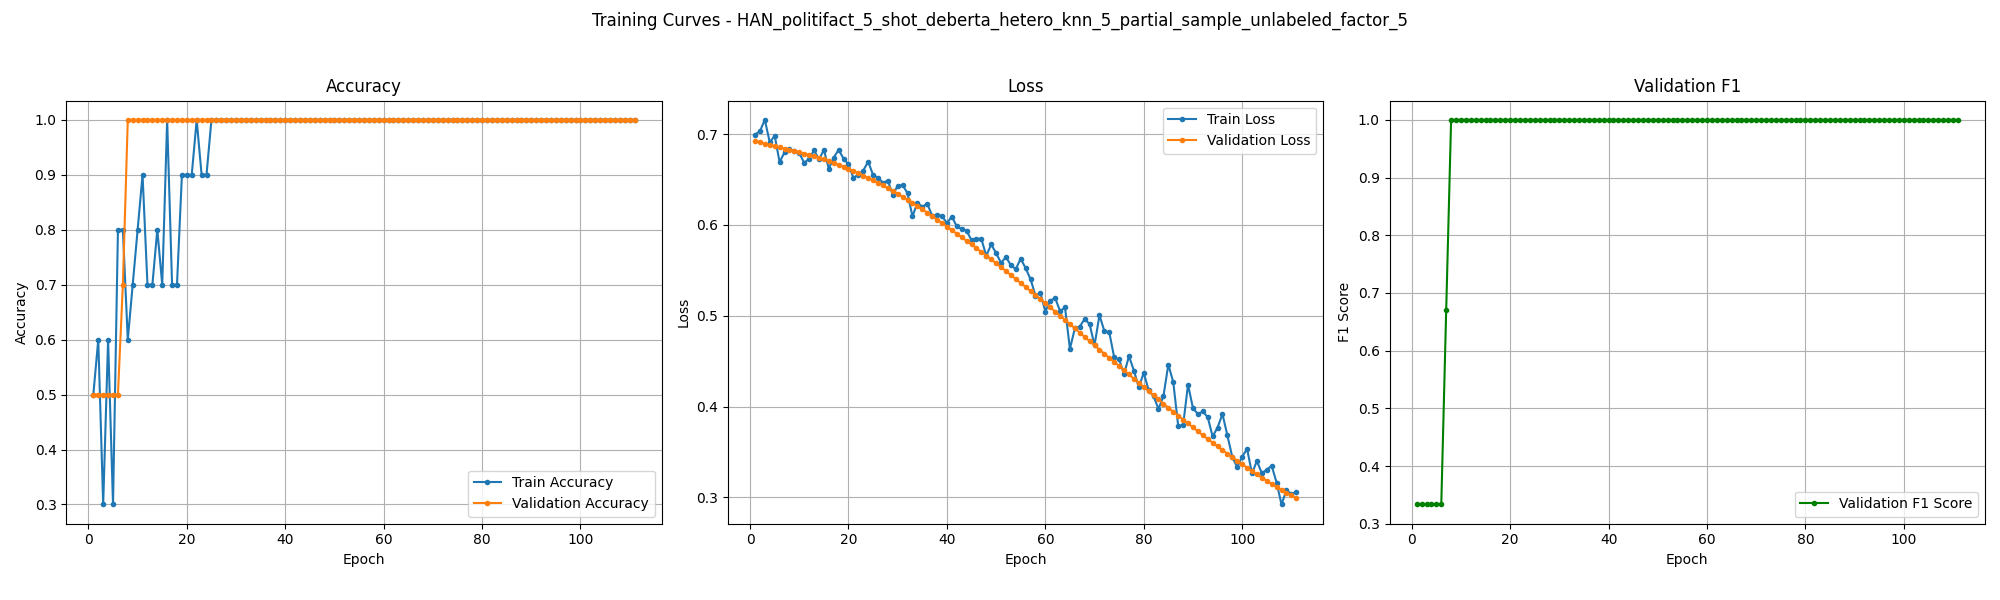 Training Curves - HAN_politifact_5_shot_deberta_hetero_knn_5_partial_sample_unlabeled_factor_5
Accuracy
1.0
0.9
0.8
0.7
0.6
0.5
0.4
0.3
Accuracy
0
20
40
60
80
100
Epoch
Train Accuracy
Validation Accuracy
Loss
0.7
0.6
0.5
0.4
0.3
Loss
0
20
40
60
80
100
Epoch
Train Loss
Validation Loss
Validation F1
1.0
0.9
0.8
0.7
0.6
0.5
0.4
0.3
F1 Score
0
20
40
60
80
100
Epoch
Validation F1 Score